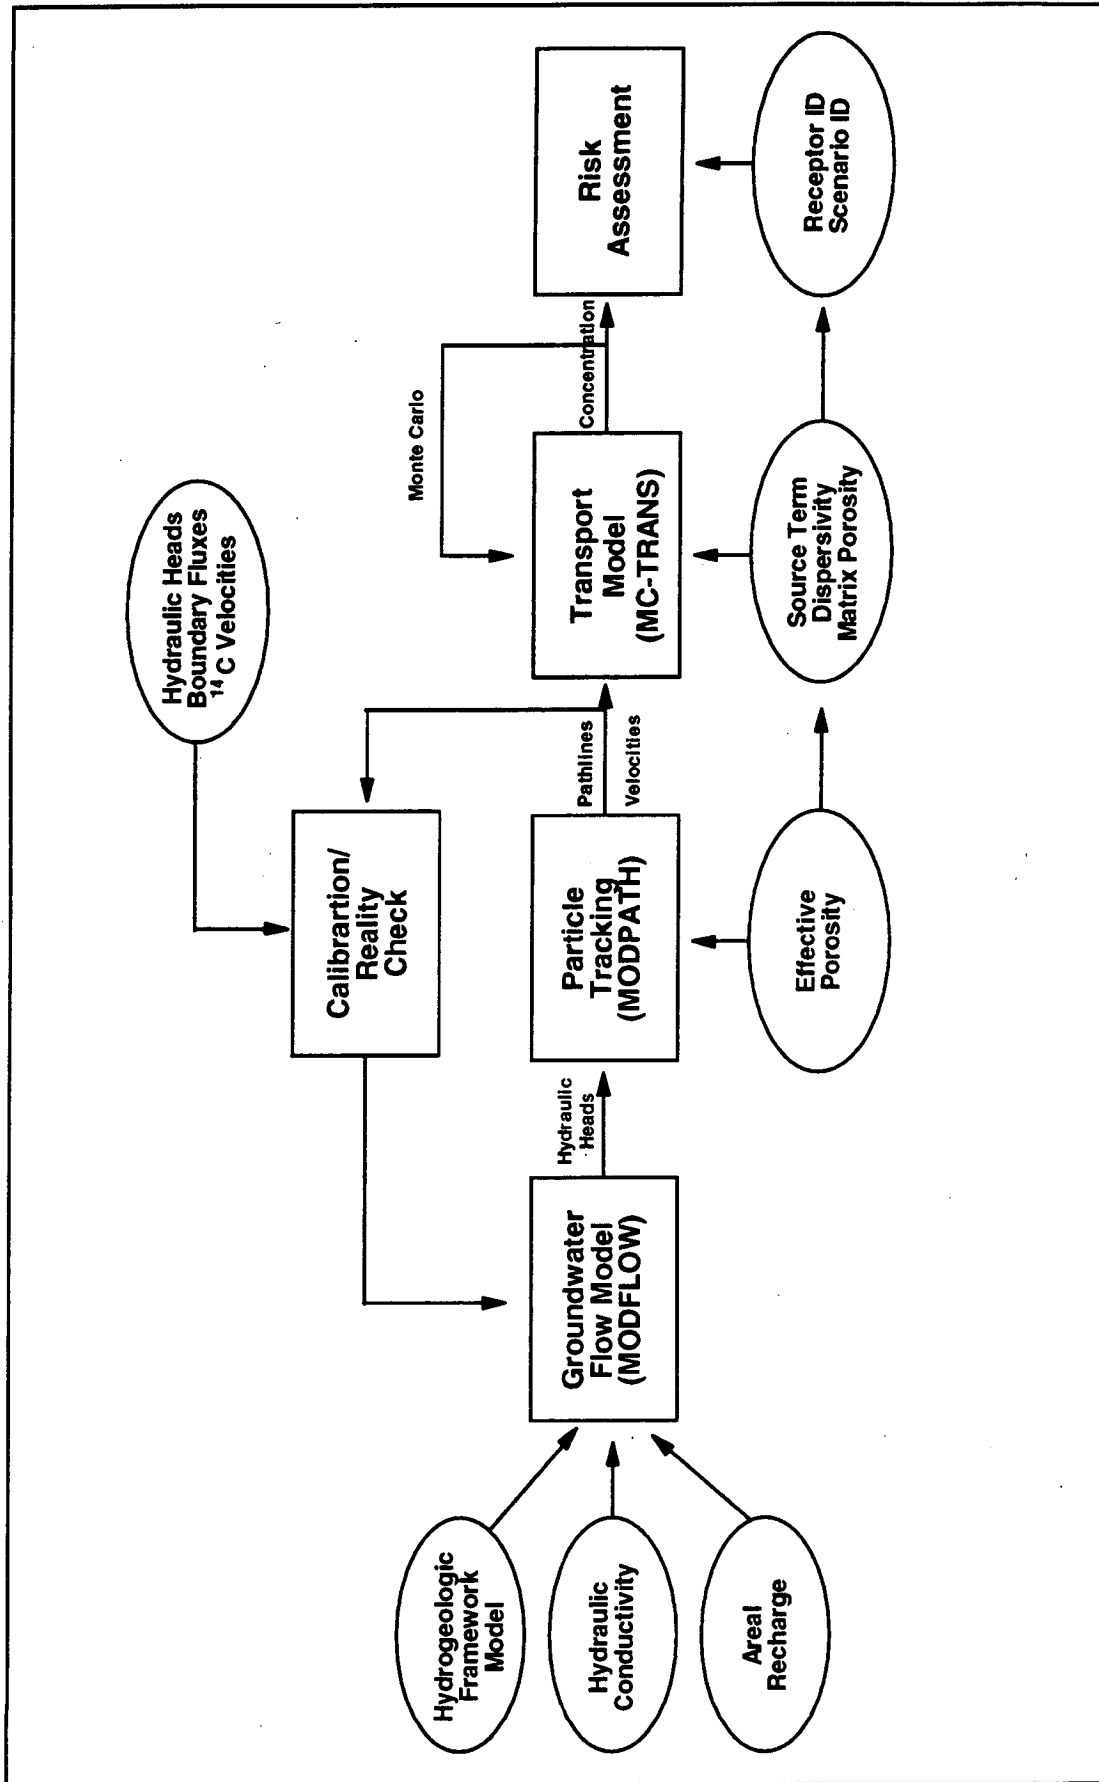 Hydraulic Heads
Boundary Fluxes
14 C Velocities
Calibrartion/
Reality
Check
Monte Carlo
Hydrogeologic
Framework
Model
Hydraulic
Conductivity
Areal
Recharge
Groundwater
Flow Model
(MODFLOW)
Hydraulic
Heads
Particle
Tracking
(MODPATH)
Pathlines
Velocities
Transport
Model
(MC-TRANS)
Concentration
Risk
Assessment
Effective
Porosity
Source Term
Dispersivity
Matrix Porosity
Receptor ID
Scenario ID